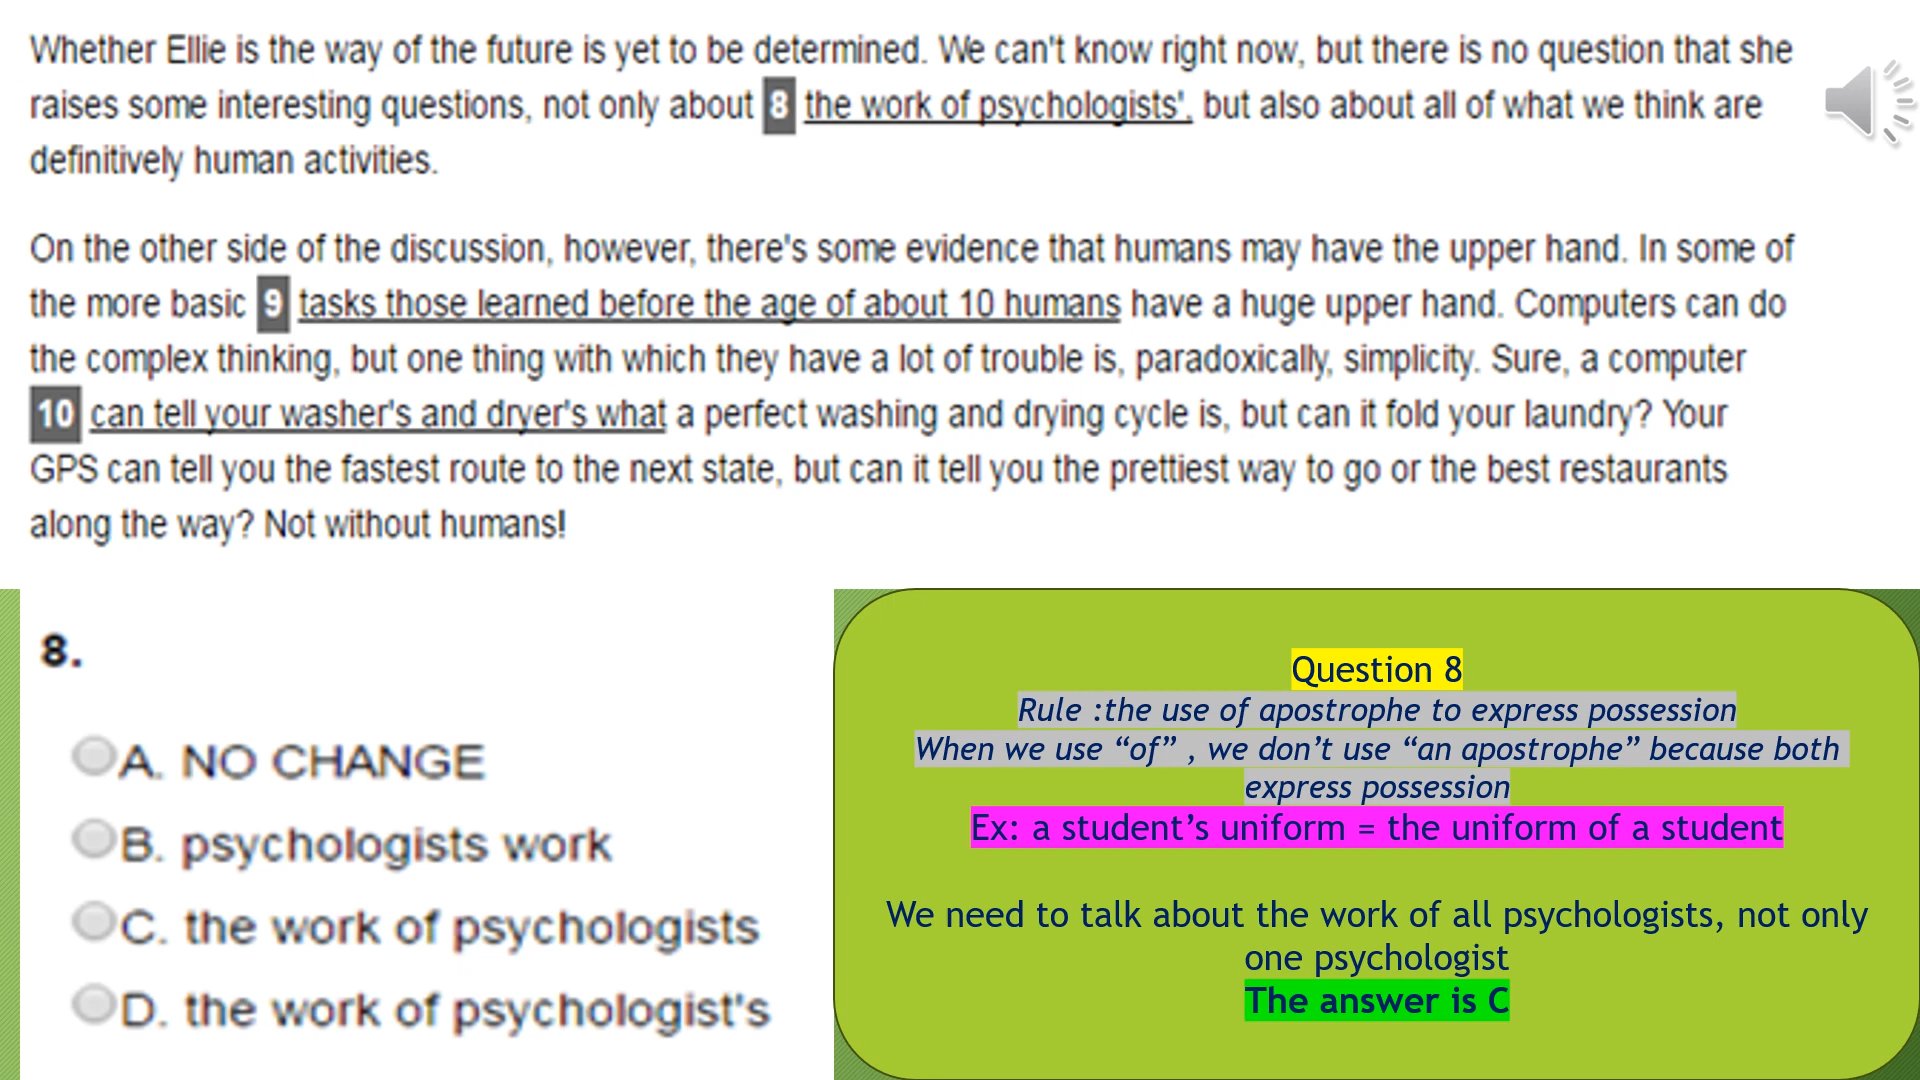 Whether Ellie is the way of the future is yet to be determined. We can't know right now, but there is no question that she
raises some interesting questions, not only about 8 the work of psychologists', but also about all of what we think are
definitively human activities.
On the other side of the discussion, however, there's some evidence that humans may have the upper hand. In some of
the more basic 9 tasks those learned before the age of about 10 humans have a huge upper hand. Computers can do
the complex thinking, but one thing with which they have a lot of trouble is, paradoxically, simplicity. Sure, a computer
10 can tell your washer's and dryer's what a perfect washing and drying cycle is, but can it fold your laundry? Your
GPS can tell you the fastest route to the next state, but can it tell you the prettiest way to go or the best restaurants
along the way? Not without humans!
8.
A. NO CHANGE
B. psychologists work
C. the work of psychologists
D. the work of psychologist's
Question 8
Rule :the use of apostrophe to express possession
When we use “of” , we don’t use “an apostrophe” because both
express possession
Ex: a student’s uniform = the uniform of a student
We need to talk about the work of all psychologists, not only
one psychologist
The answer is C